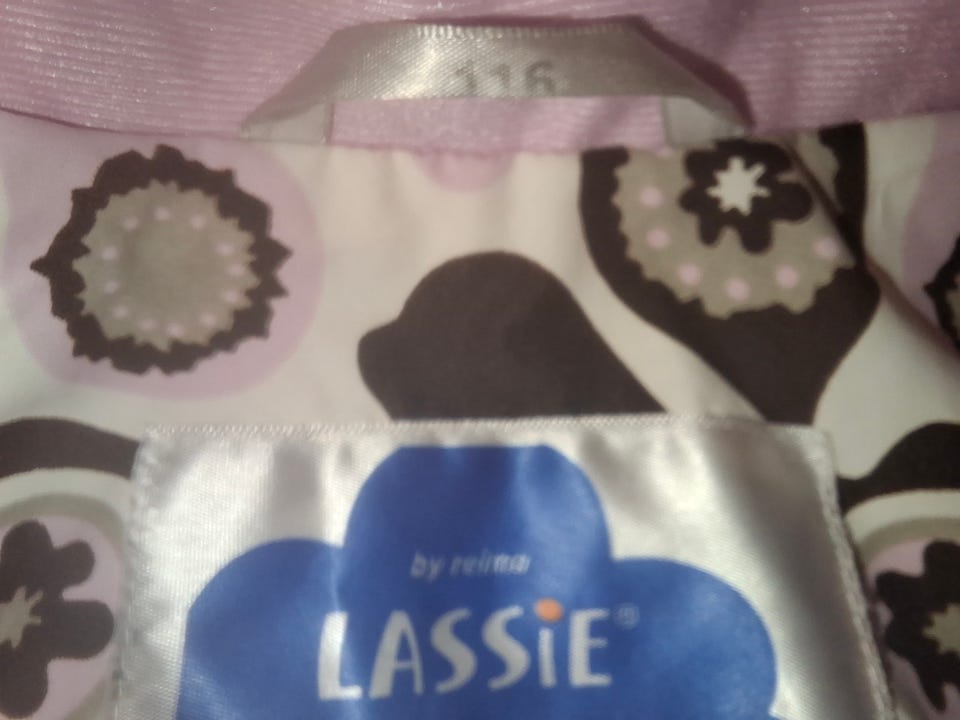 116
by reima
LASSiE®